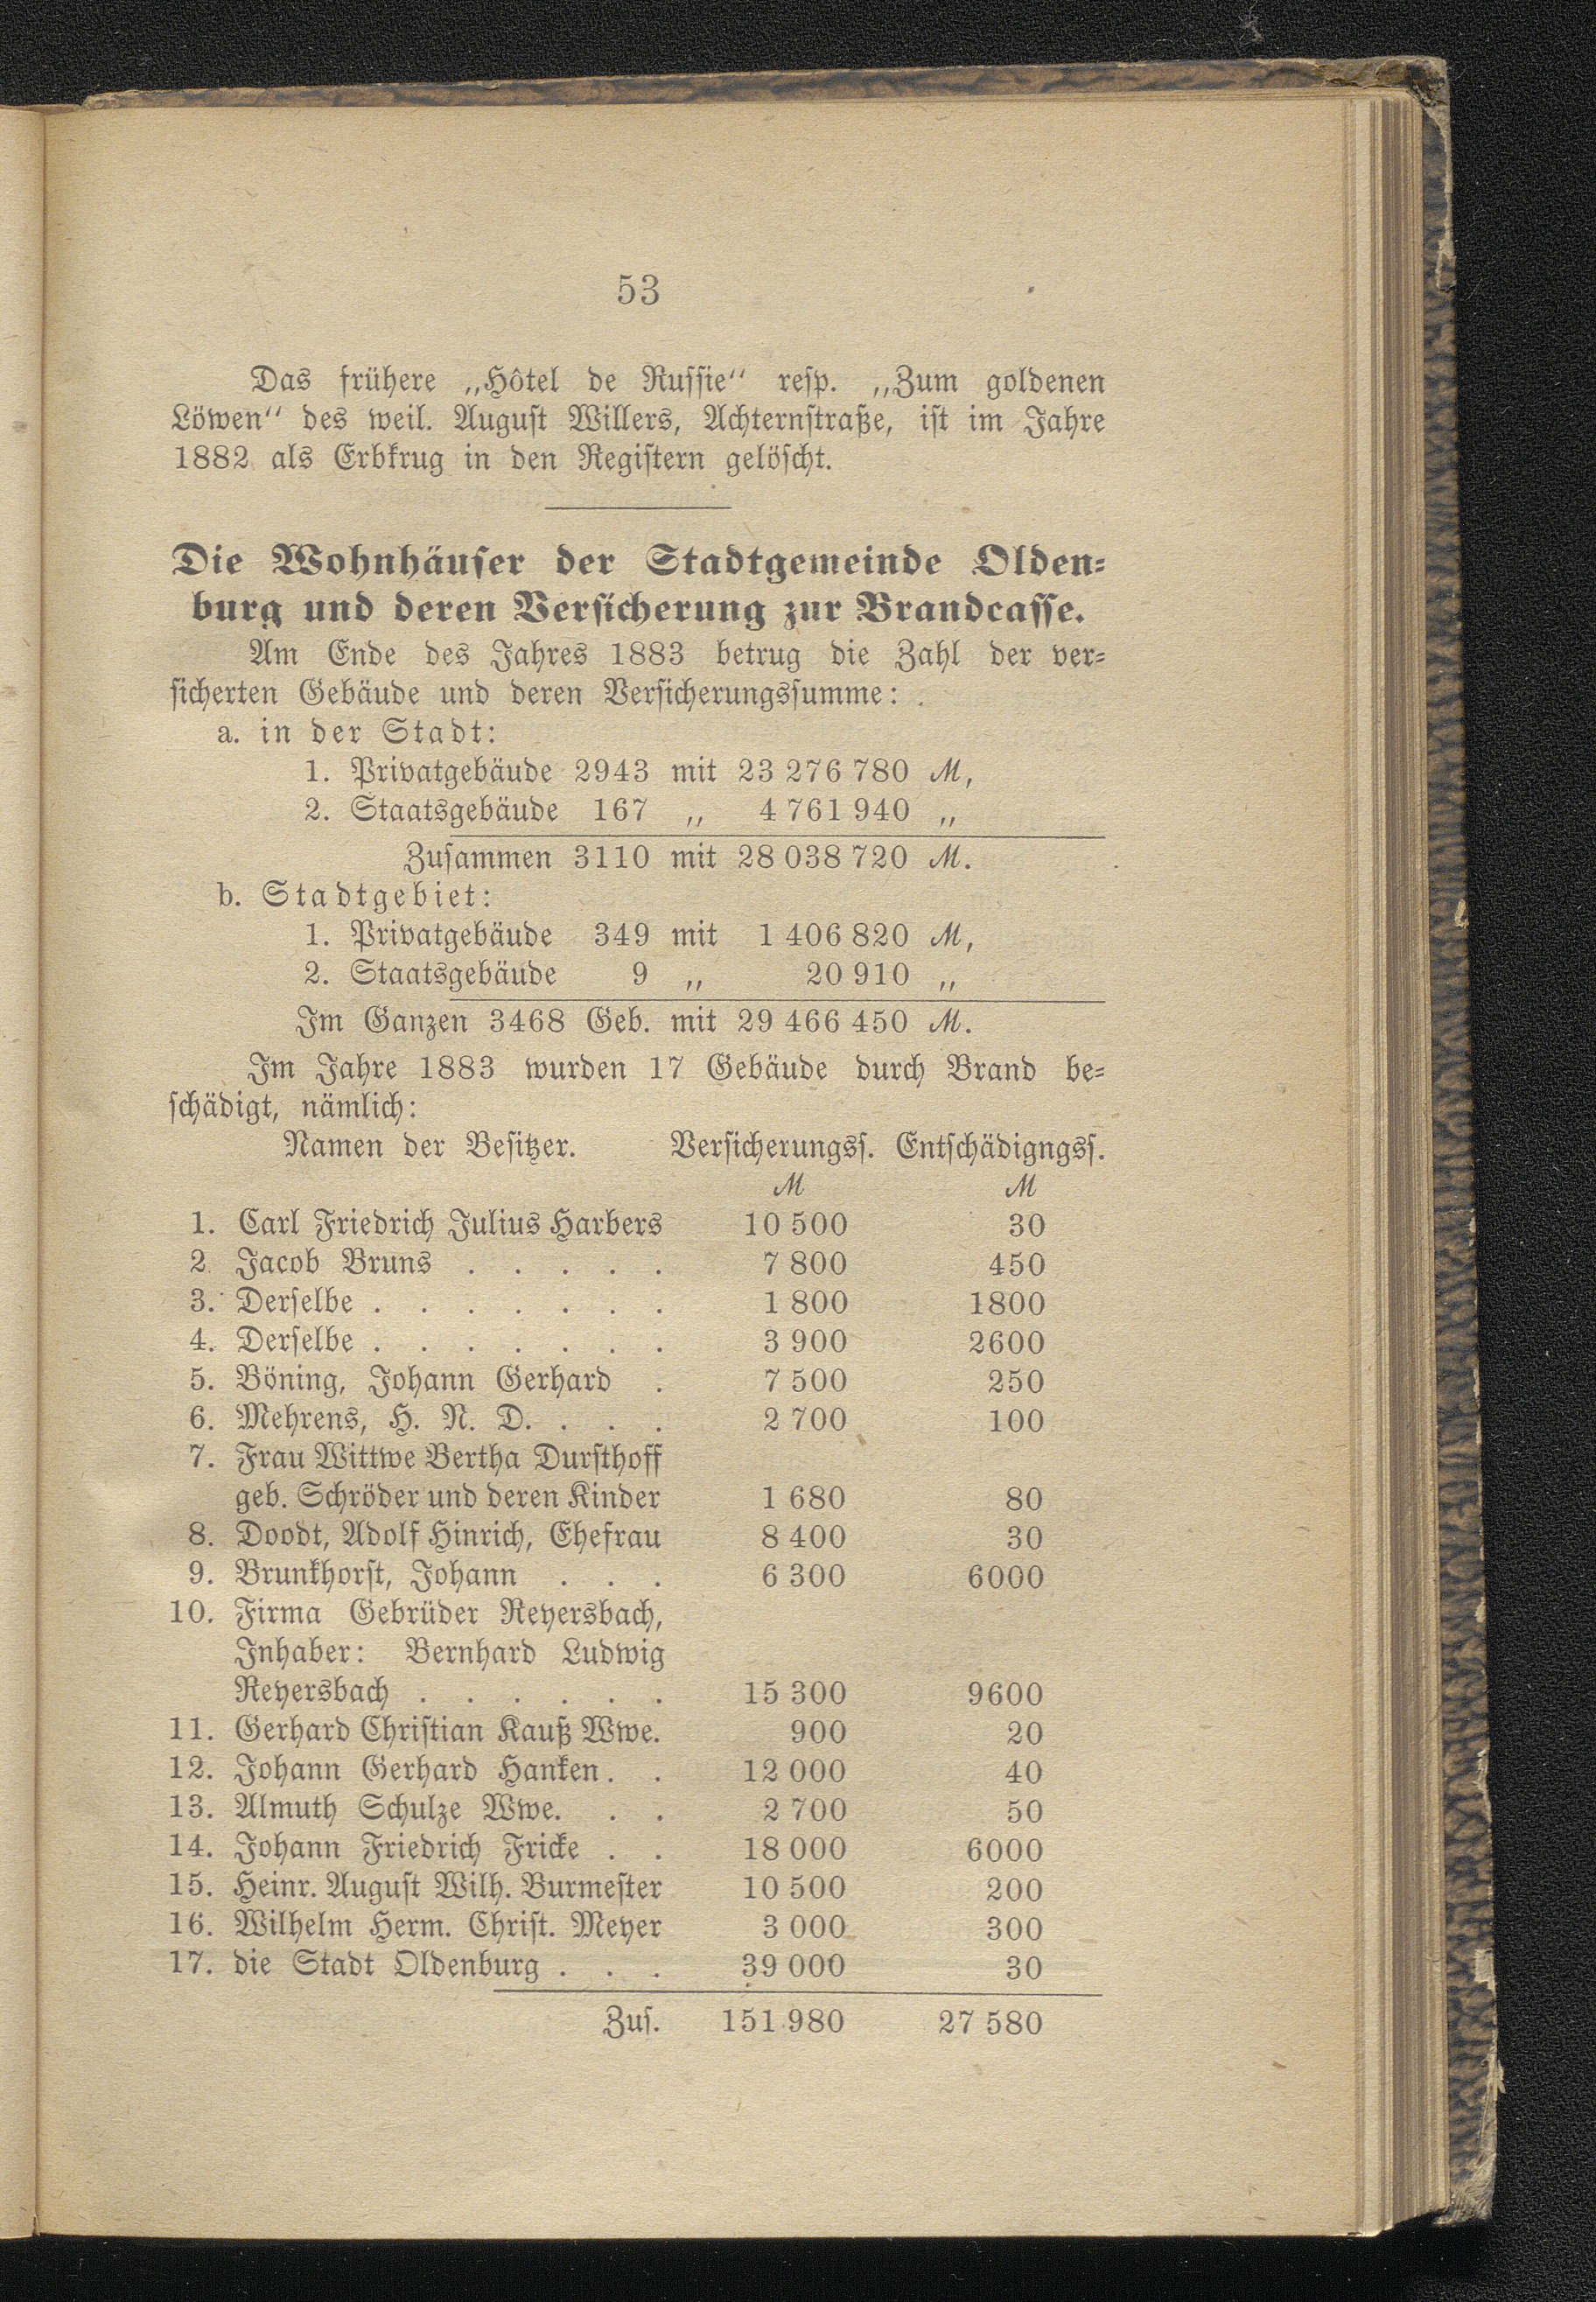 53
Das frühere „Hôtel de Russie“ resp. „Zum goldenen
Löwen“ des weil. August Willers, Achternstraße, ist im Jahre
1882 als Erbkrug in den Registern gelöscht.
Die Wohnhäuser der Stadtgemeinde Olden-
burg und deren Versicherung zur Brandcasse.
Am Ende des Jahres 1883 betrug die Zahl der ver-
sicherten Gebäude und deren Versicherungssumme:
a. in der Stadt:
1. Privatgebäude 2943 mit 23 276 780 M,
2. Staatsgebäude 167 „ 4 761 940 „
Zusammen 3110 mit 28 038 720 M.
b. Stadtgebiet:
1. Privatgebäude 349 mit 1 406 820 M,
2. Staatsgebäude 9 „ 20 910 „
Im Ganzen 3468 Geb. mit 29 466 450 M.
Im Jahre 1883 wurden 17 Gebäude durch Brand be-
schädigt, nämlich:
Namen der Besitzer. Versicherungss. Entschädigngss.
M M
1. Carl Friedrich Julius Harbers 10 500 30
2 Jacob Bruns . . . . . 7 800 450
3. Derselbe . . . . . . . 1 800 1800
4. Derselbe . . . . . . . 3 900 2600
5. Böning, Johann Gerhard . 7 500 250
6. Mehrens, H. N. D. . . . 2 700 100
7. Frau Wittwe Bertha Dursthoff
geb. Schröder und deren Kinder 1 680 80
8. Doodt, Adolf Hinrich, Ehefrau 8 400 30
9. Brunkhorst, Johann . . . 6 300 6000
10. Firma Gebrüder Reyersbach,
Inhaber: Bernhard Ludwig
Reyersbach . . . . . . 15 300 9600
11. Gerhard Christian Kauß Wwe. 900 20
12. Johann Gerhard Hanken . . 12 000 40
13. Almuth Schulze Wwe. . . 2 700 50
14. Johann Friedrich Fricke . . 18 000 6000
15. Heinr. August Wilh. Burmester 10 500 200
16. Wilhelm Herm. Christ. Meyer 3 000 300
17. die Stadt Oldenburg . . . 39 000 30
Zus. 151 980 27 580